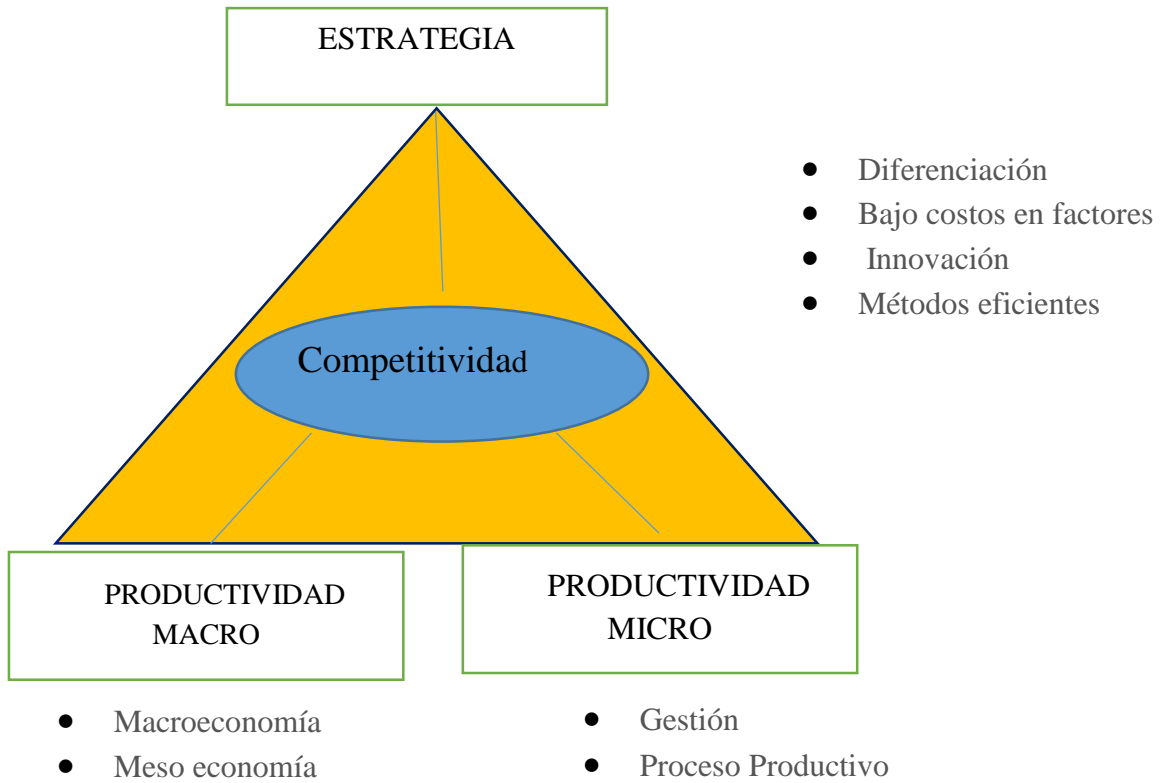 ESTRATEGIA
● Diferenciación
● Bajo costos en factores
● Innovación
● Métodos eficientes
Competitividad
PRODUCTIVIDAD
MACRO
PRODUCTIVIDAD
MICRO
● Macroeconomía
● Meso economía
● Gestión
● Proceso Productivo